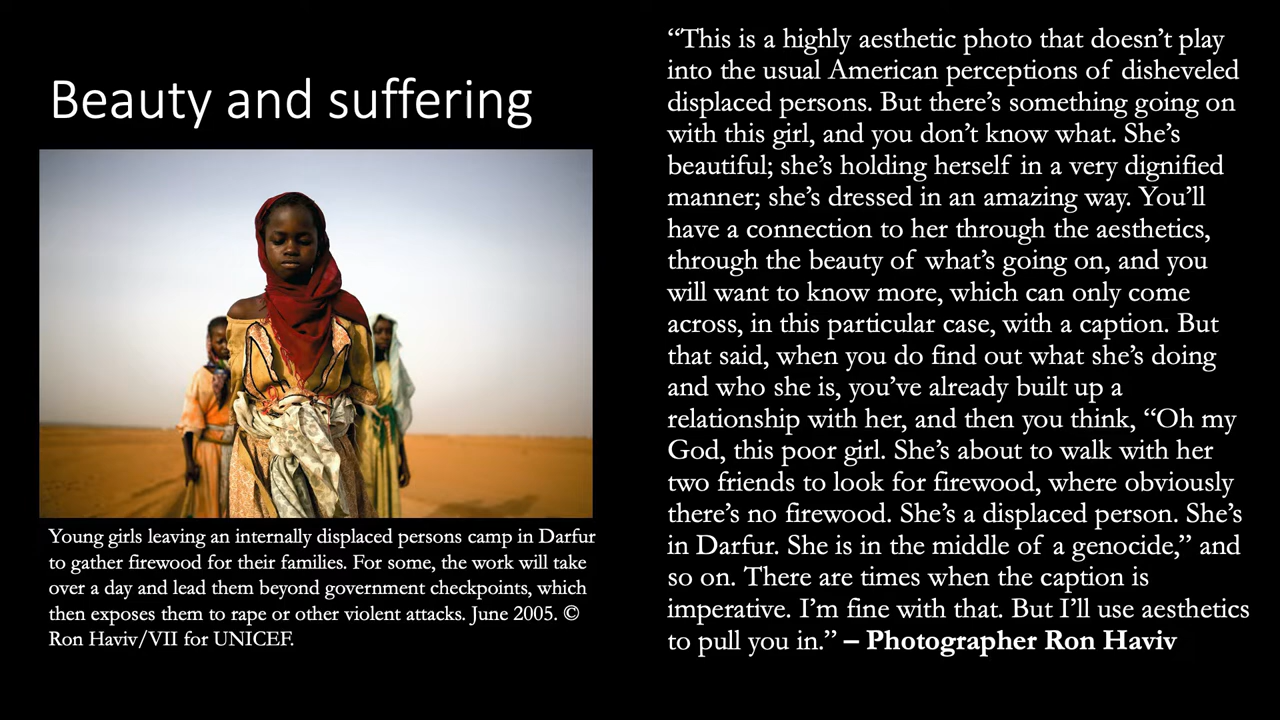 Beauty and suffering
Young girls leaving an internally displaced persons camp in Darfur
to gather firewood for their families. For some, the work will take
over a day and lead them beyond government checkpoints, which
then exposes them to rape or other violent attacks. June 2005. ©
Ron Haviv/VII for UNICEF.
“This is a highly aesthetic photo that doesn’t play
into the usual American perceptions of disheveled
displaced persons. But there’s something going on
with this girl, and you don’t know what. She’s
beautiful; she’s holding herself in a very dignified
manner; she’s dressed in an amazing way. You’ll
have a connection to her through the aesthetics,
through the beauty of what’s going on, and you
will want to know more, which can only come
across, in this particular case, with a caption. But
that said, when you do find out what she’s doing
and who she is, you’ve already built up a
relationship with her, and then you think, “Oh my
God, this poor girl. She’s about to walk with her
two friends to look for firewood, where obviously
there’s no firewood. She’s a displaced person. She’s
in Darfur. She is in the middle of a genocide,” and
so on. There are times when the caption is
imperative. I’m fine with that. But I’ll use aesthetics
to pull you in.” – Photographer Ron Haviv